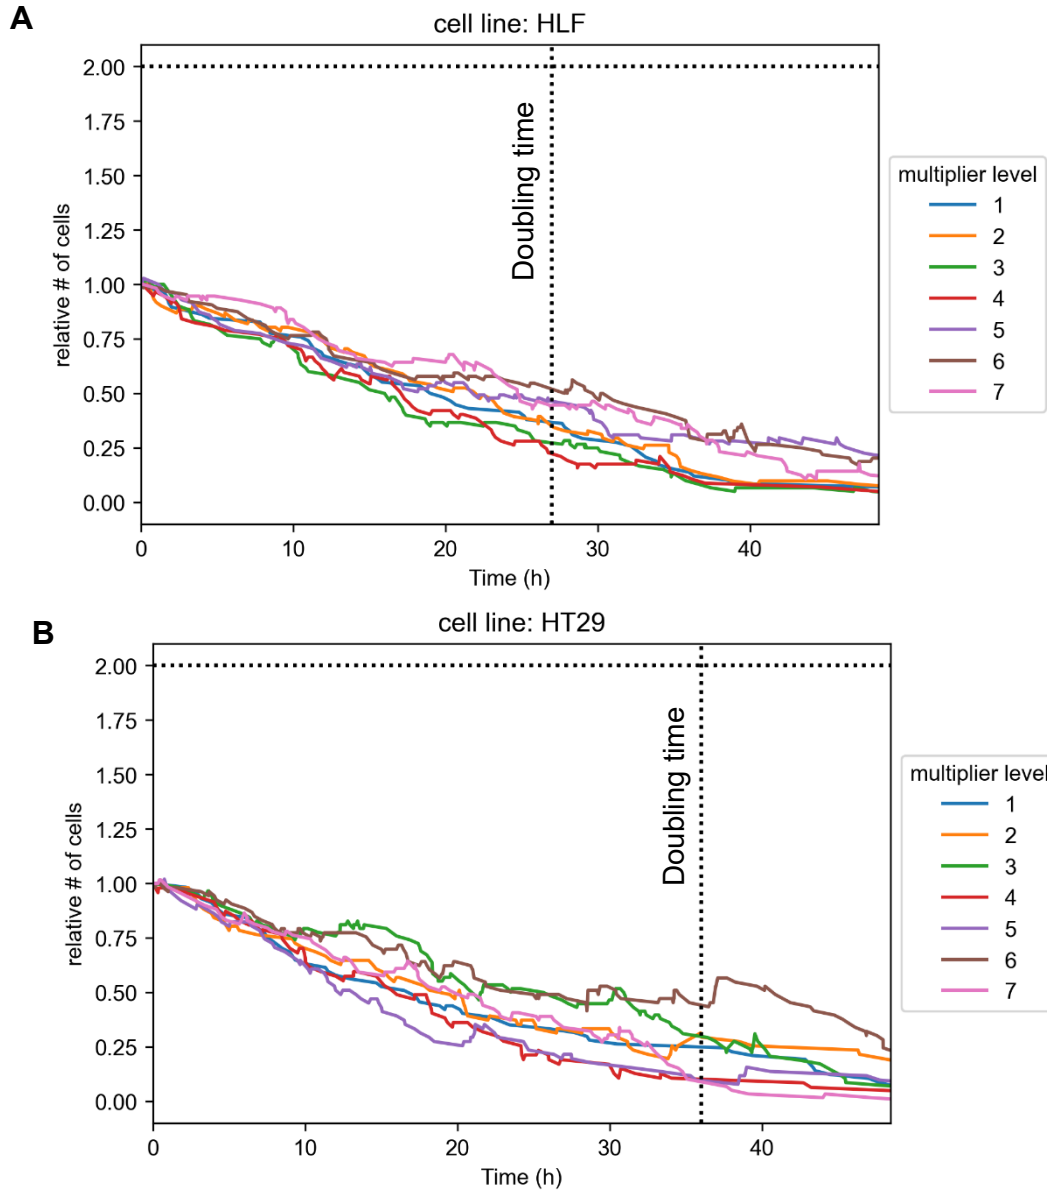 A
cell line: HLF
2.00
1.75
1.50
1.25
1.00
0.75
0.50
0.25
0.00
relative # of cells
Doubling time
0 10 20 30 40
Time (h)
multiplier level
1
2
3
4
5
6
7
B
cell line: HT29
2.00
1.75
1.50
1.25
1.00
0.75
0.50
0.25
0.00
relative # of cells
Doubling time
0 10 20 30 40
Time (h)
multiplier level
1
2
3
4
5
6
7